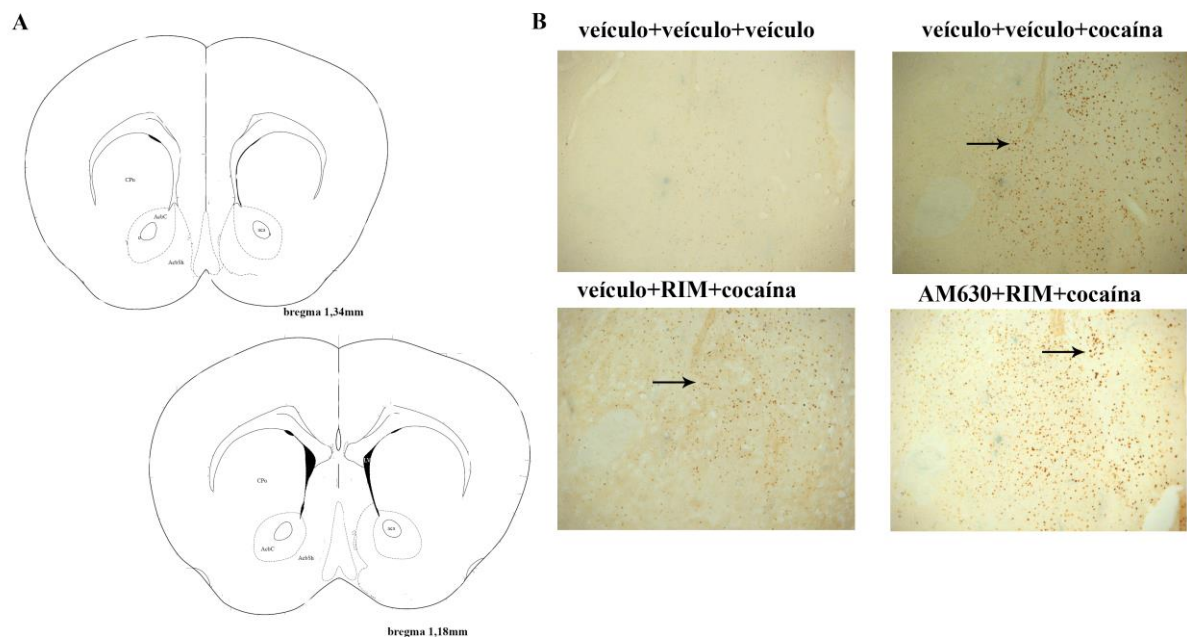 A
CPu
AcbC
aca
AcbSh
bregma 1,34mm
CPu
LV
aca
AcbC
AcbSh
bregma 1,18mm
B
veículo+veículo+veículo
veículo+veículo+cocaína
veículo+RIM+cocaína
AM630+RIM+cocaína